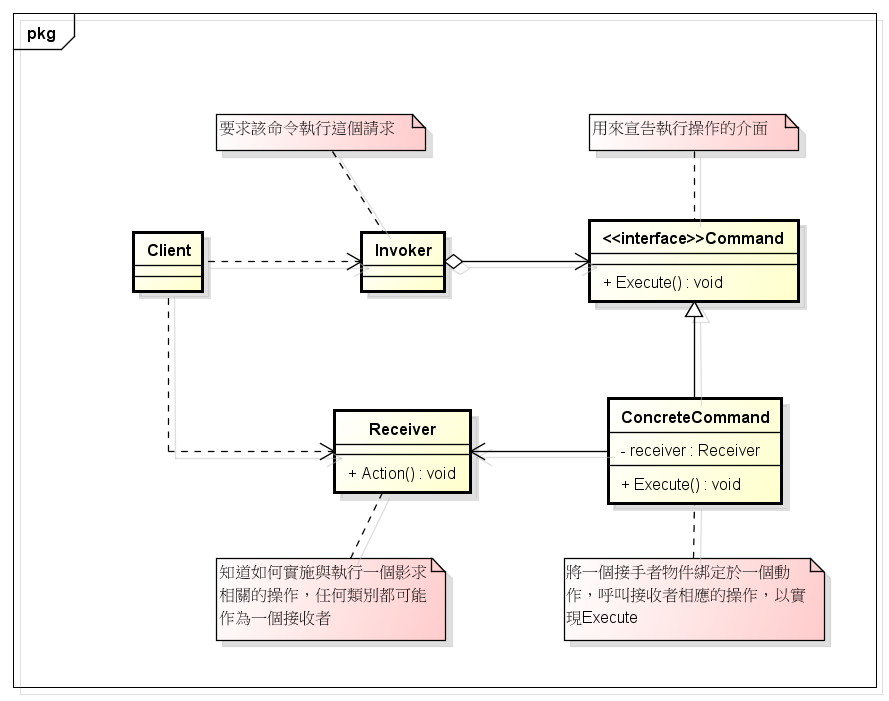 pkg
要求該命令執行這個請求
用來宣告執行操作的介面
Client
Invoker
<<interface>>Command
+ Execute() : void
Receiver
+ Action() : void
ConcreteCommand
- receiver : Receiver
+ Execute() : void
知道如何實施與執行一個影求
相關的操作，任何類別都可能
作為一個接收者
將一個接手者物件綁定於一個動
作，呼叫接收者相應的操作，以實
現Execute